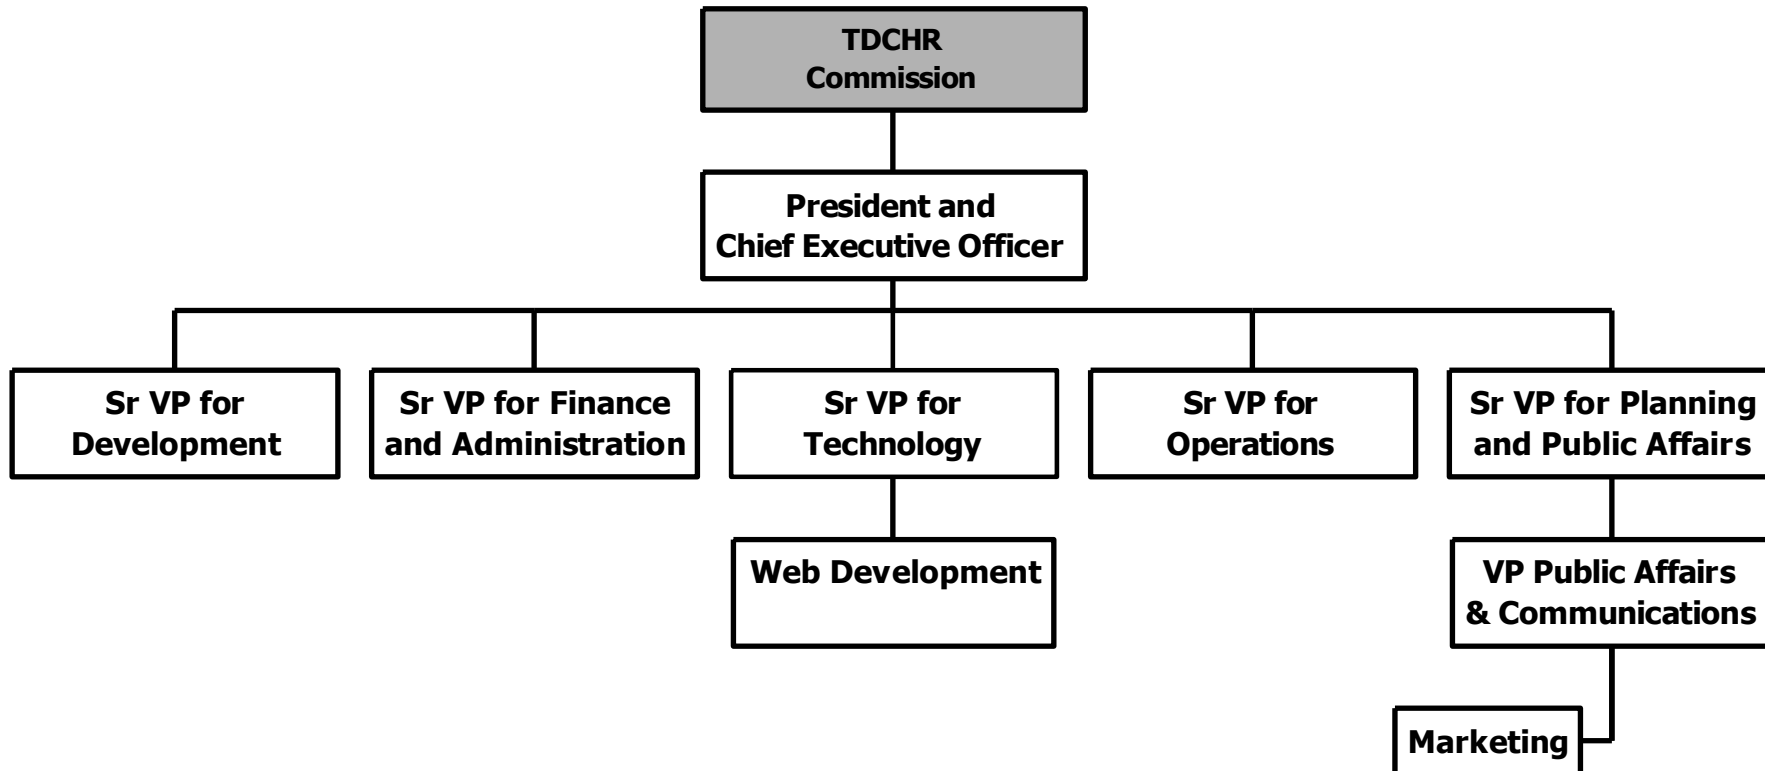 TDCHR
Commission
President and
Chief Executive Officer
Sr VP for
Development
Sr VP for Finance
and Administration
Sr VP for
Technology
Sr VP for
Operations
Sr VP for Planning
and Public Affairs
Web Development
VP Public Affairs
& Communications
Marketing